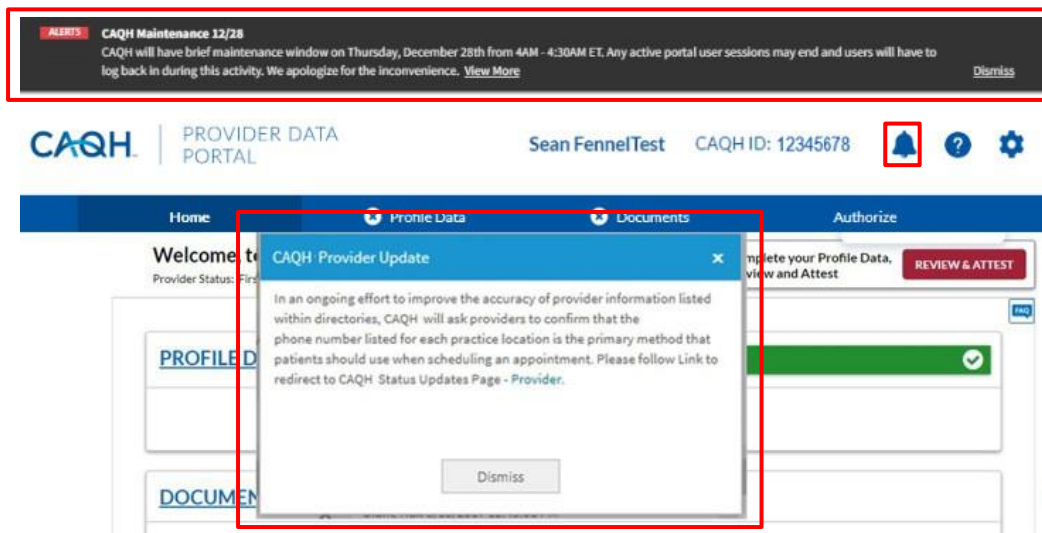 ALERTS CAQH Maintenance 12/28
CAQH will have brief maintenance window on Thursday, December 28th from 4AM - 4:30AM ET. Any active portal user sessions may end and users will have to
log back in during this activity. We apologize for the inconvenience. View More
Dismiss
CAQH
PROVIDER DATA
PORTAL
Sean FennelTest
CAQH ID: 12345678
?
Home
Profile Data
Documents
Authorize
Welcome, to
Provider Status: Firs
mplete your Profile Data,
view and Attest
REVIEW & ATTEST
FAQ
CAQH Provider Update
In an ongoing effort to improve the accuracy of provider information listed
within directories, CAQH will ask providers to confirm that the
phone number listed for each practice location is the primary method that
patients should use when scheduling an appointment. Please follow Link to
redirect to CAQH Status Updates Page - Provider.
Dismiss
PROFILE D
DOCUMEN